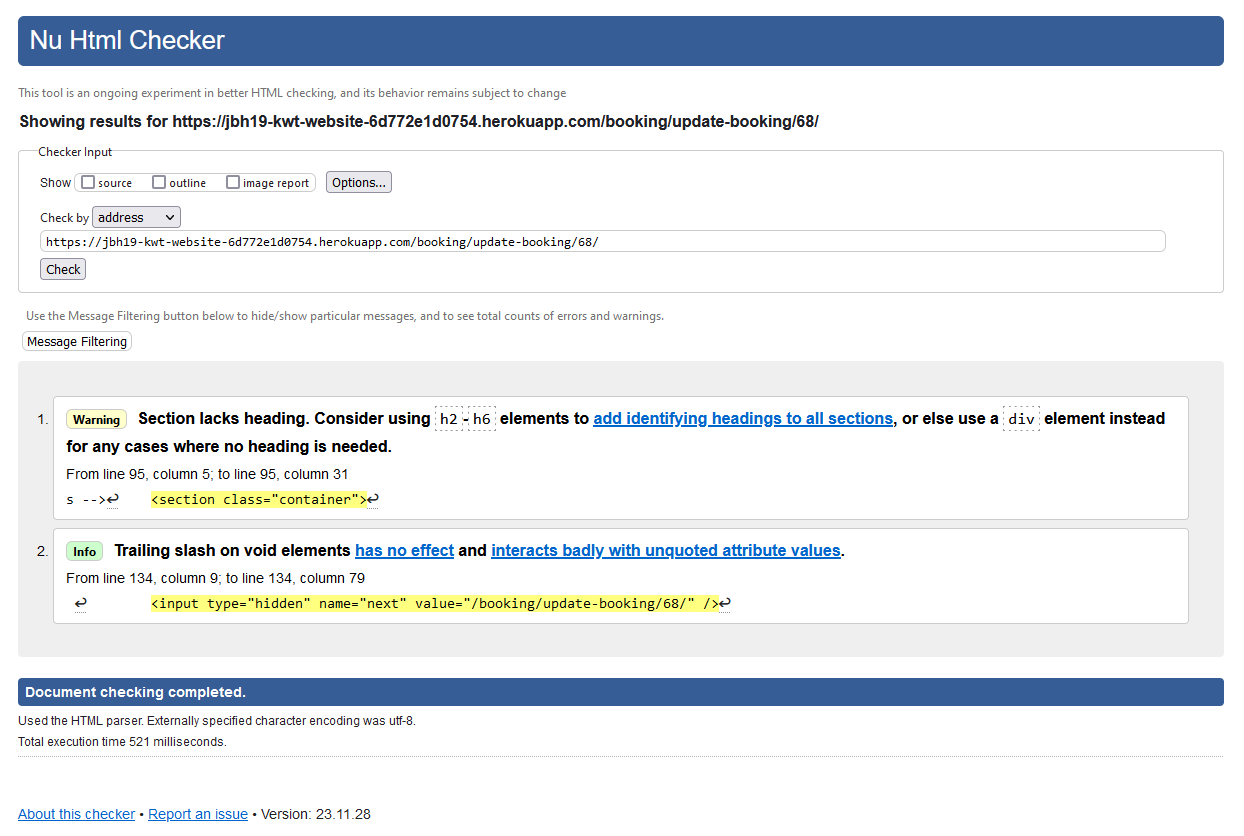 Nu Html Checker
This tool is an ongoing experiment in better HTML checking, and its behavior remains subject to change
Showing results for https://jbh19-kwt-website-6d772e1d0754.herokuapp.com/booking/update-booking/68/
Checker Input
Show source outline image report Options...
Check by address
https://jbh19-kwt-website-6d772e1d0754.herokuapp.com/booking/update-booking/68/
Check
Use the Message Filtering button below to hide/show particular messages, and to see total counts of errors and warnings.
Message Filtering
1. Warning Section lacks heading. Consider using h2-h6 elements to add identifying headings to all sections, or else use a div element instead
for any cases where no heading is needed.
From line 95, column 5; to line 95, column 31
s -->↩ <section class="container">↩
2. Info Trailing slash on void elements has no effect and interacts badly with unquoted attribute values.
From line 134, column 9; to line 134, column 79
↩ <input type="hidden" name="next" value="/booking/update-booking/68/" />↩
Document checking completed.
Used the HTML parser. Externally specified character encoding was utf-8.
Total execution time 521 milliseconds.
About this checker • Report an issue • Version: 23.11.28